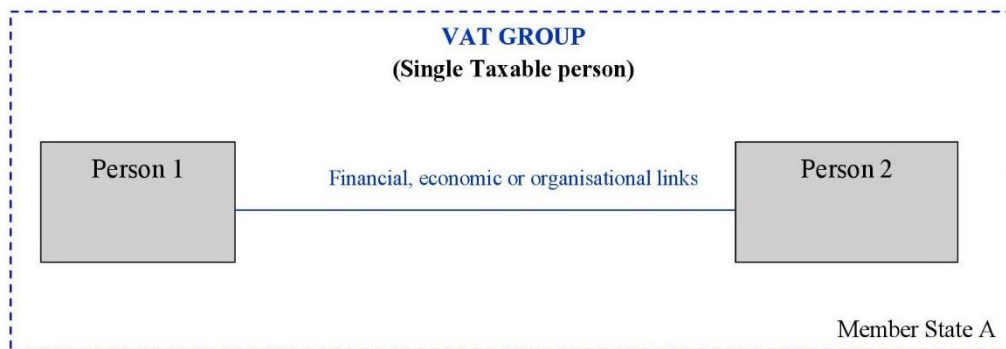 VAT GROUP
(Single Taxable person)
Person 1
Financial, economic or organisational links
Person 2
Member State A